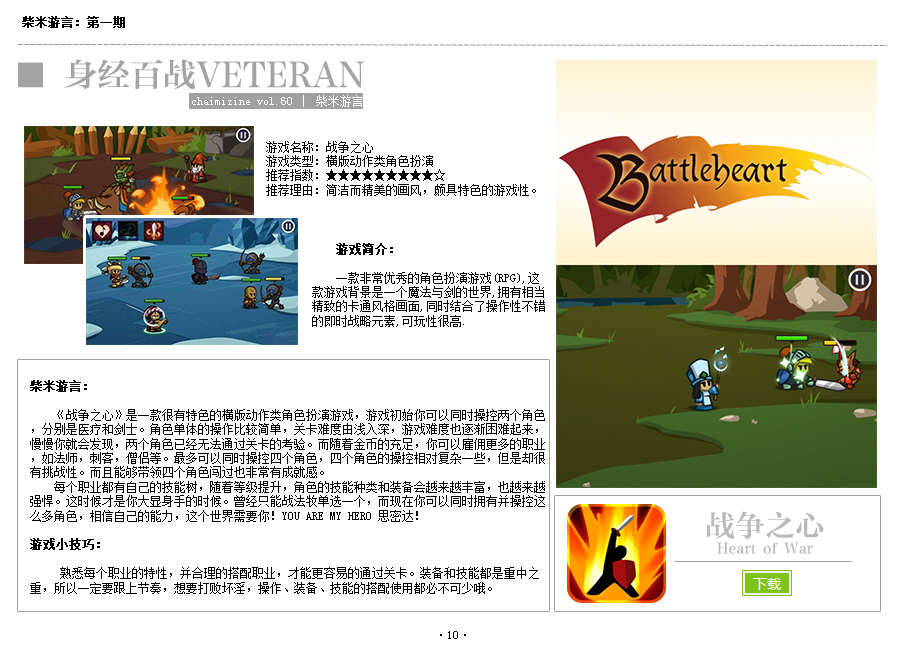 柴米游言：第一期
身经百战VETERAN
chaimizine vol.60 | 柴米游言
游戏名称：战争之心
游戏类型：横版动作类角色扮演
推荐指数：★★★★★★★★★☆
推荐理由：简洁而精美的画风，颇具特色的游戏性。
游戏简介：
一款非常优秀的角色扮演游戏(RPG),这
款游戏背景是一个魔法与剑的世界,拥有相当
精致的卡通风格画面,同时结合了操作性不错
的即时战略元素,可玩性很高.
Battleheart
柴米游言：
《战争之心》是一款很有特色的横版动作类角色扮演游戏，游戏初始你可以同时操控两个角色
，分别是医疗和剑士。角色单体的操作比较简单，关卡难度由浅入深，游戏难度也逐渐困难起来，
慢慢你就会发现，两个角色已经无法通过关卡的考验。而随着金币的充足，你可以雇佣更多的职业
，如法师，刺客，僧侣等。最多可以同时操控四个角色，四个角色的操控相对复杂一些，但是却很
有挑战性。而且能够带领四个角色闯过也非常有成就感。
每个职业都有自己的技能树，随着等级提升，角色的技能种类和装备会越来越丰富，也越来越
强悍。这时候才是你大显身手的时候。曾经只能战法牧单选一个，而现在你可以同时拥有并操控这
么多角色，相信自己的能力，这个世界需要你！YOU ARE MY HERO 思密达！
游戏小技巧：
熟悉每个职业的特性，并合理的搭配职业，才能更容易的通过关卡。装备和技能都是重中之
重，所以一定要跟上节奏，想要打败坏淫，操作、装备、技能的搭配使用都必不可少哦。
战争之心
Heart of War
下载
· 10 ·